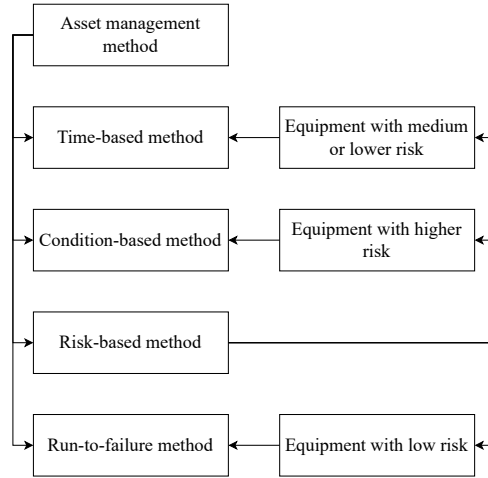 Asset management
method
Time-based method
Equipment with medium
or lower risk
Condition-based method
Equipment with higher
risk
Risk-based method
Run-to-failure method
Equipment with low risk